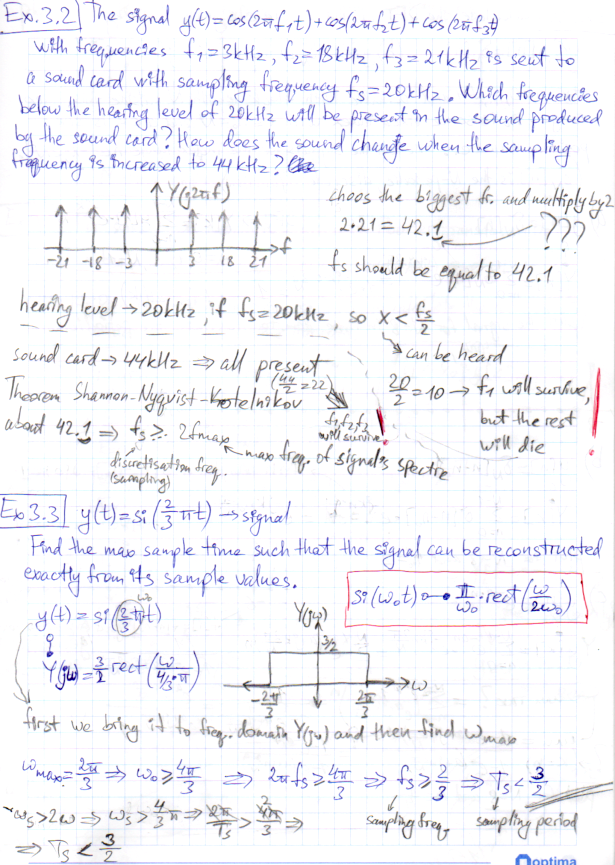 Ex.3.2 The signal y(t)=cos(2πf₁t)+cos(2πf₂t)+cos(2πf₃t)
with frequencies f₁=3kHz, f₂=18kHz, f₃=21kHz is sent to
a sound card with sampling frequency fs=20kHz. Which frequencies
below the hearing level of 20kHz will be present in the sound produced
by the sound card? How does the sound change when the sampling
frequency is increased to 44 kHz?
Y(j2πf)
-21 -18 -3 3 18 21 f
choos the biggest fr. and multiply by 2
2·21 = 42.1 ???
fs should be equal to 42.1
hearing level → 20kHz, if fs=20kHz, so x < fs/2
can be heard
sound card → 44kHz ⇒ all present
(44/2=22)
f₁,f₂,f₃ will survive!
20/2=10 → f₁ will survive,
but the rest
will die !
Theorem Shannon-Nyqvist-Kotelnikov
about 42.1 ⇒ fs ≥ 2fmax
max freq. of signal's spectre
discretisation freq.
(sampling)
Ex.3.3 y(t)=si(2/3 πt) → signal
Find the max sample time such that the signal can be reconstructed
exactly from its sample values.
si(ω₀t) ○—● π/ω₀ · rect(ω/2ω₀)
y(t) = si(2/3 πt) ω₀
Y(jω)=3/2 rect(ω/(4/3·π))
Y(jω)
3/2
-2π/3 2π/3 ω
first we bring it to freq. domain Y(jω) and then find ωmax
ωmax=2π/3 ⇒ ω₀≥4π/3 ⇒ 2πfs≥4π/3 ⇒ fs≥2/3 ⇒ Ts<3/2
sampling freq. sampling period
ωs>2ω ⇒ ωs>4/3 π ⇒ 2π/Ts > 4π/3 2 ⇒
⇒ Ts < 3/2
optima